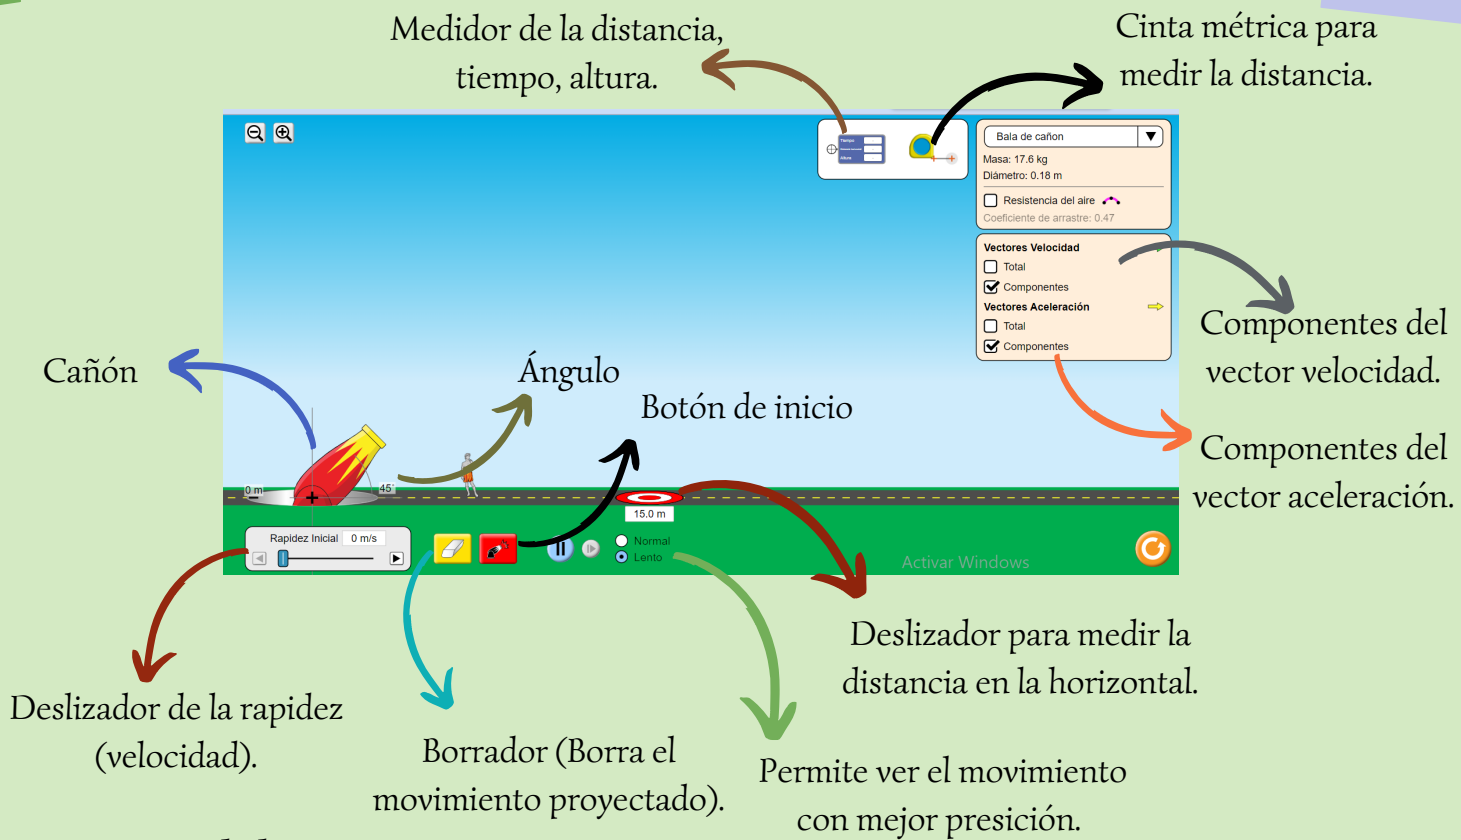 Medidor de la distancia,
tiempo, altura.
Cinta métrica para
medir la distancia.
Tiempo
Altura
Bala de cañon
Masa: 17.6 kg
Diámetro: 0.18 m
Resistencia del aire
Coeficiente de arrastre: 0.47
Vectores Velocidad
Total
Componentes
Vectores Aceleración
Total
Componentes
Componentes del
vector velocidad.
Componentes del
vector aceleración.
Cañón
Ángulo
Botón de inicio
0 m
45°
15.0 m
Rapidez Inicial 0 m/s
Normal
Lento
Activar Windows
Deslizador para medir la
distancia en la horizontal.
Deslizador de la rapidez
(velocidad).
Borrador (Borra el
movimiento proyectado).
Permite ver el movimiento
con mejor presición.